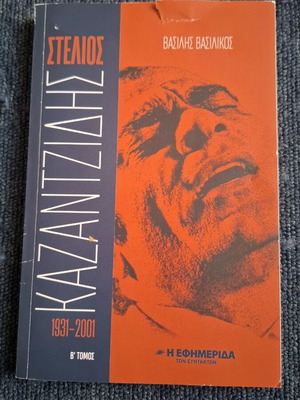 ΣΤΕΛΙΟΣ
ΚΑΖΑΝΤΖΙΔΗΣ
1931-2001
Β' ΤΟΜΟΣ
ΒΑΣΙΛΗΣ ΒΑΣΙΛΙΚΟΣ
Η ΕΦΗΜΕΡΙΔΑ
ΤΩΝ ΣΥΝΤΑΚΤΩΝ